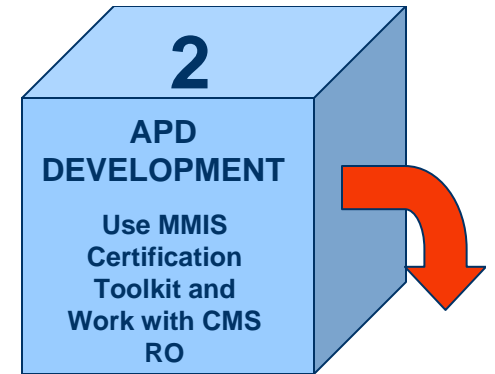 2
APD
DEVELOPMENT
Use MMIS
Certification
Toolkit and
Work with CMS
RO